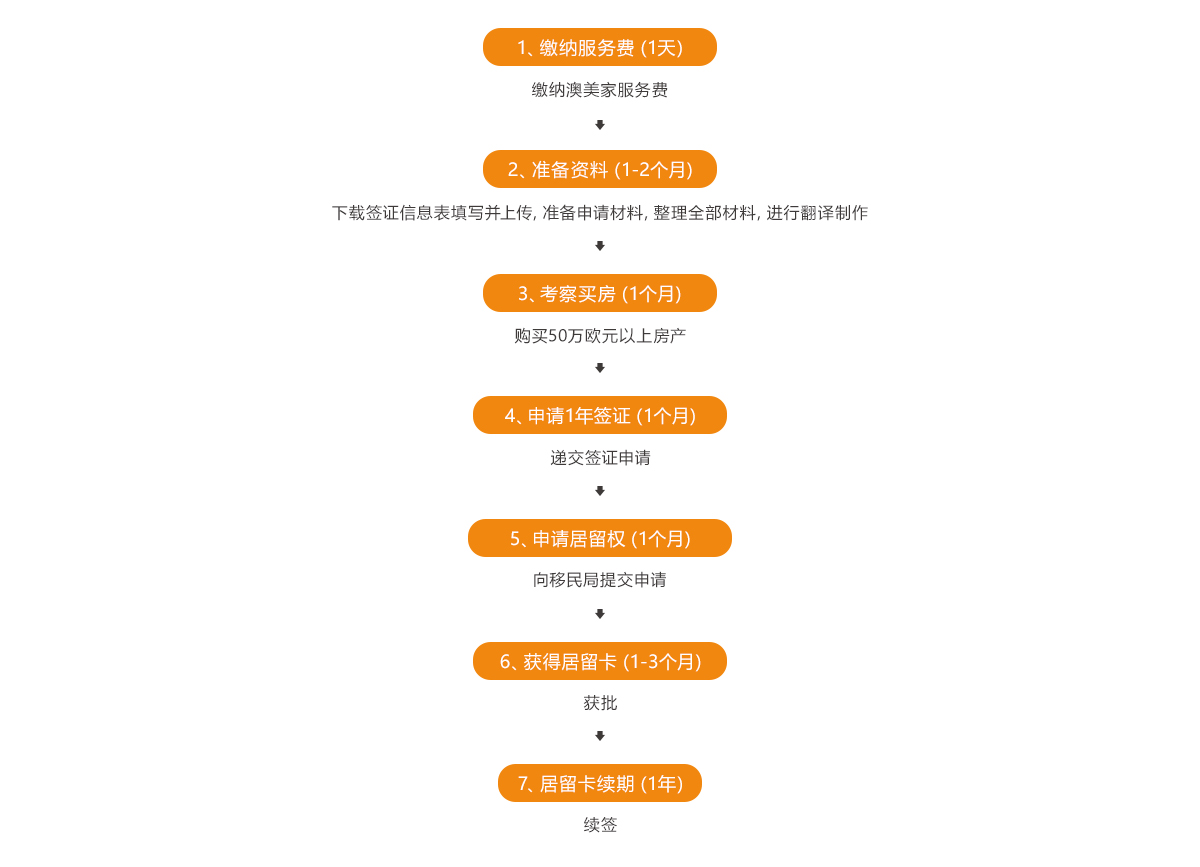 1、缴纳服务费 (1天)
缴纳澳美家服务费
2、准备资料 (1-2个月)
下载签证信息表填写并上传, 准备申请材料, 整理全部材料, 进行翻译制作
3、考察买房 (1个月)
购买50万欧元以上房产
4、申请1年签证 (1个月)
递交签证申请
5、申请居留权 (1个月)
向移民局提交申请
6、获得居留卡 (1-3个月)
获批
7、居留卡续期 (1年)
续签